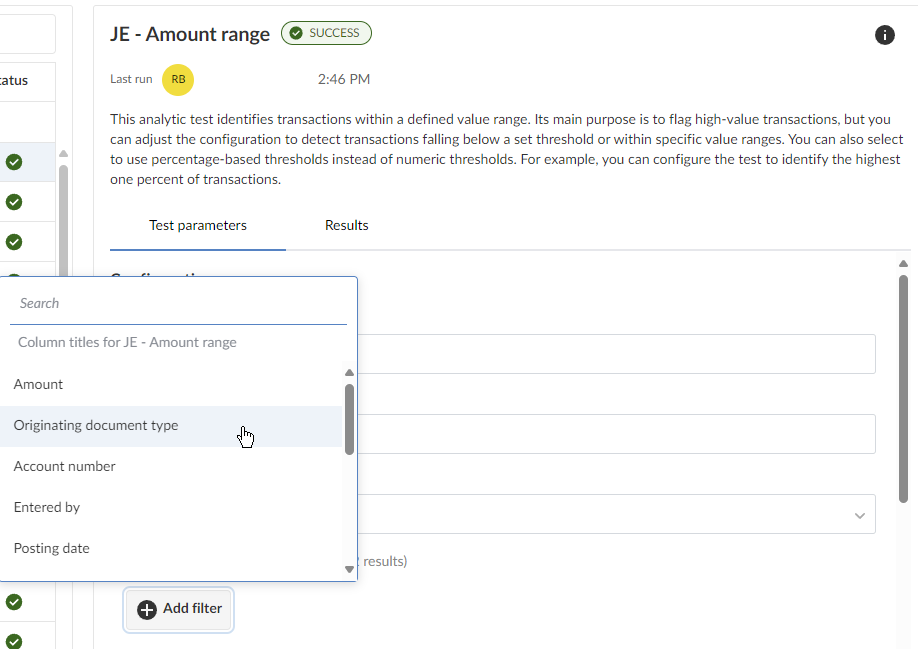 JE - Amount range
SUCCESS
Last run
RB
2:46 PM
This analytic test identifies transactions within a defined value range. Its main purpose is to flag high-value transactions, but you
can adjust the configuration to detect transactions falling below a set threshold or within specific value ranges. You can also select
to use percentage-based thresholds instead of numeric thresholds. For example, you can configure the test to identify the highest
one percent of transactions.
Test parameters
Results
Search
Column titles for JE - Amount range
Amount
Originating document type
Account number
Entered by
Posting date
results)
Add filter